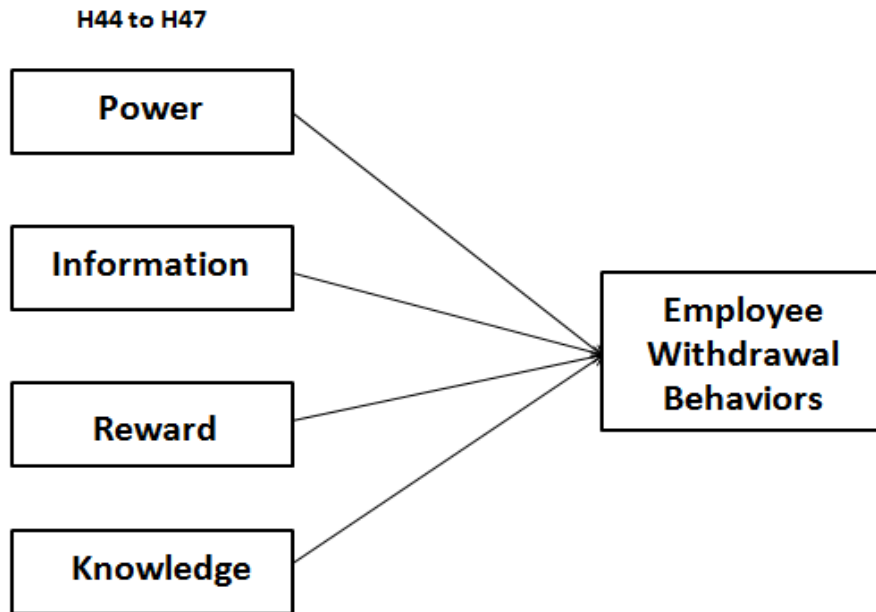 H44 to H47
Power
Information
Reward
Knowledge
Employee
Withdrawal
Behaviors